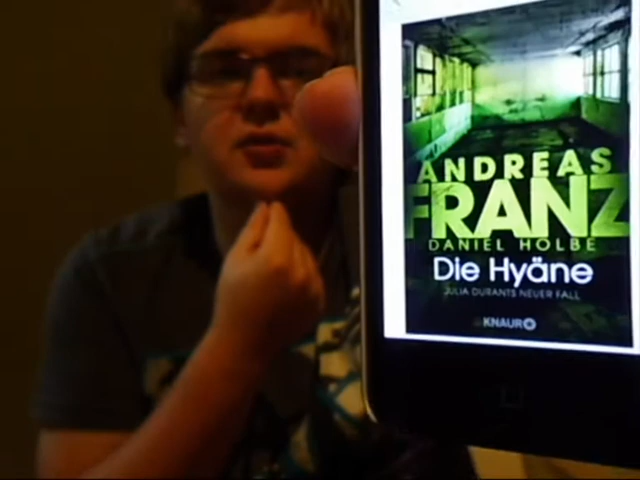 ANDREAS
FRANZ
DANIEL HOLBE
Die Hyäne
JULIA DURANTS NEUER FALL
KNAUR